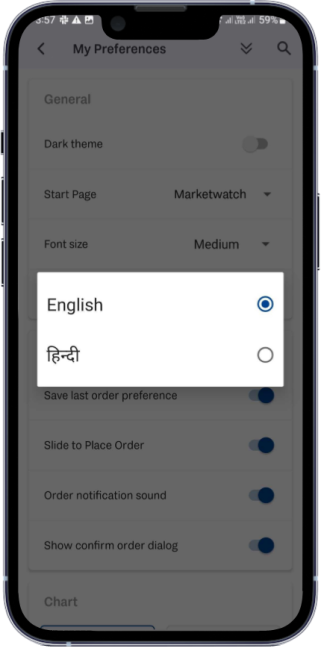 3:57
59%
My Preferences
General
Dark theme
Start Page Marketwatch
Font size Medium
English
हिन्दी
Save last order preference
Slide to Place Order
Order notification sound
Show confirm order dialog
Chart